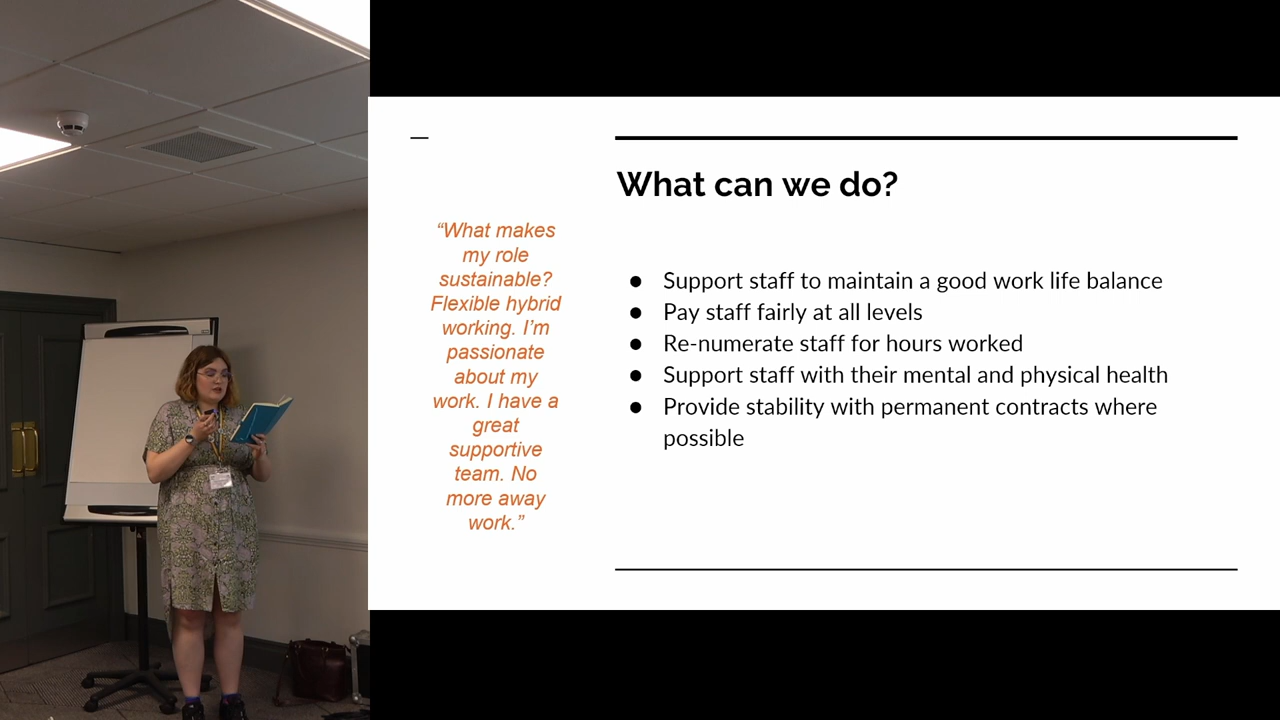 “What makes
my role
sustainable?
Flexible hybrid
working. I’m
passionate
about my
work. I have a
great
supportive
team. No
more away
work.”
What can we do?
● Support staff to maintain a good work life balance
● Pay staff fairly at all levels
● Re-numerate staff for hours worked
● Support staff with their mental and physical health
● Provide stability with permanent contracts where
possible